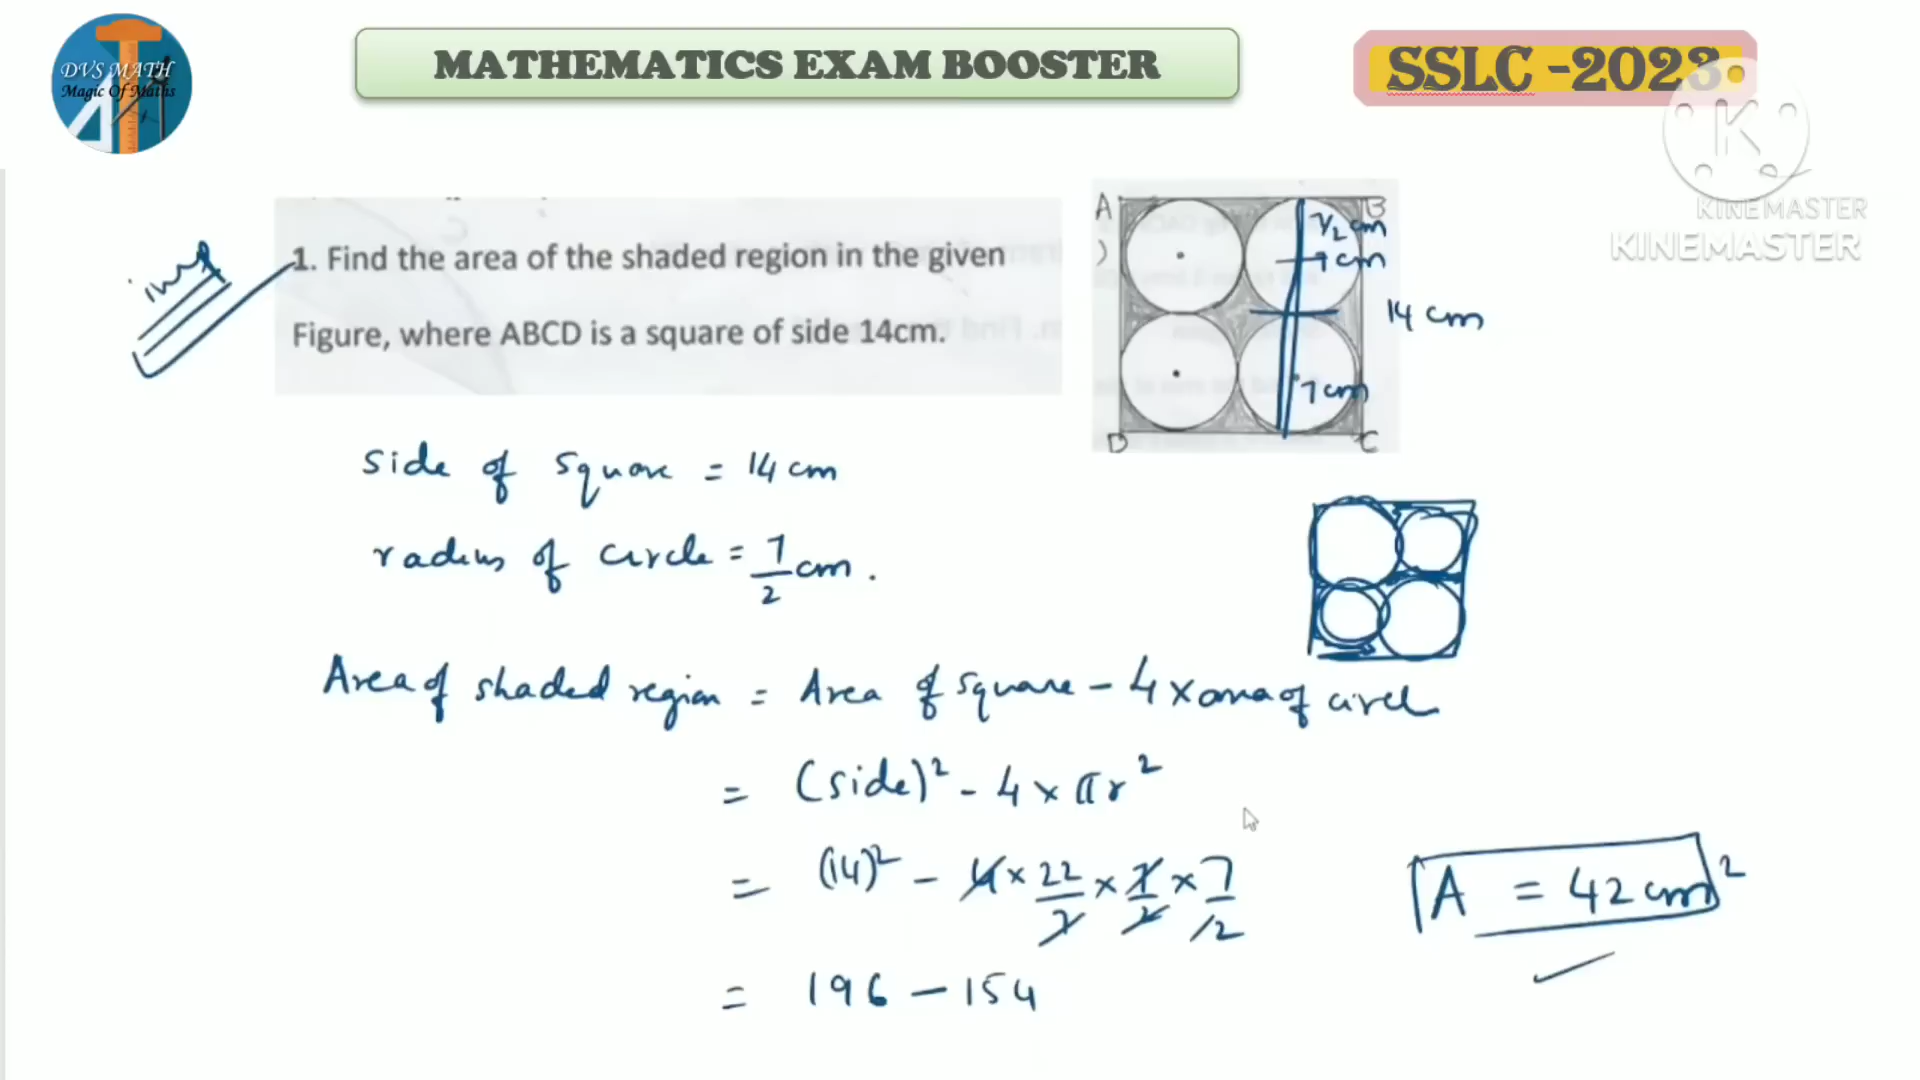 DVS MATH
Magic Of Maths
MATHEMATICS EXAM BOOSTER
SSLC -2023
KINEMASTER
KINEMASTER
1. Find the area of the shaded region in the given
Figure, where ABCD is a square of side 14cm.
A
B
7/2 cm
7 cm
14 cm
7 cm
D
C
side of square = 14 cm
radius of circle = 7/2 cm.
Area of shaded region = Area of square - 4 x area of circle
= (side)² - 4 x πr²
= (14)² - 4 x 22/7 x 7/2 x 7/2
= 196 - 154
A = 42 cm²